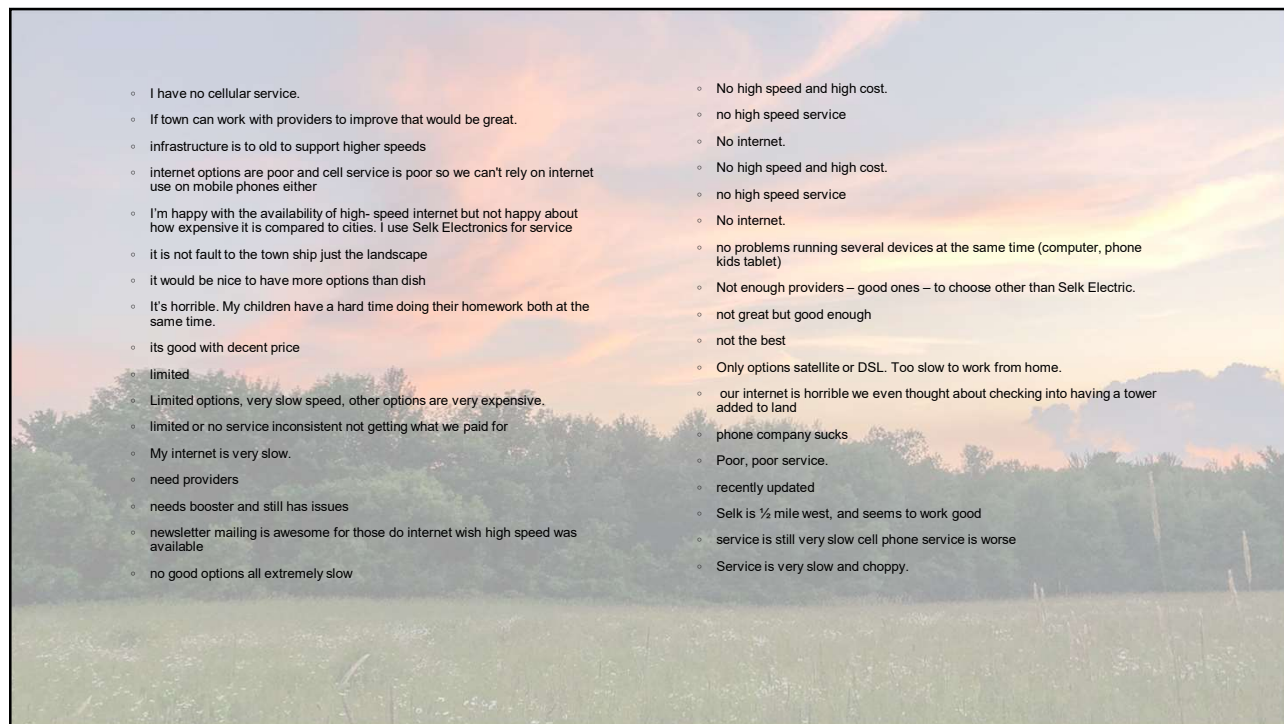 ◦ I have no cellular service.
◦ If town can work with providers to improve that would be great.
◦ infrastructure is to old to support higher speeds
◦ internet options are poor and cell service is poor so we can't rely on internet
use on mobile phones either
◦ I'm happy with the availability of high- speed internet but not happy about
how expensive it is compared to cities. I use Selk Electronics for service
◦ it is not fault to the town ship just the landscape
◦ it would be nice to have more options than dish
◦ It's horrible. My children have a hard time doing their homework both at the
same time.
◦ its good with decent price
◦ limited
◦ Limited options, very slow speed, other options are very expensive.
◦ limited or no service inconsistent not getting what we paid for
◦ My internet is very slow.
◦ need providers
◦ needs booster and still has issues
◦ newsletter mailing is awesome for those do internet wish high speed was
available
◦ no good options all extremely slow
◦ No high speed and high cost.
◦ no high speed service
◦ No internet.
◦ No high speed and high cost.
◦ no high speed service
◦ No internet.
◦ no problems running several devices at the same time (computer, phone
kids tablet)
◦ Not enough providers – good ones – to choose other than Selk Electric.
◦ not great but good enough
◦ not the best
◦ Only options satellite or DSL. Too slow to work from home.
◦ our internet is horrible we even thought about checking into having a tower
added to land
◦ phone company sucks
◦ Poor, poor service.
◦ recently updated
◦ Selk is ½ mile west, and seems to work good
◦ service is still very slow cell phone service is worse
◦ Service is very slow and choppy.